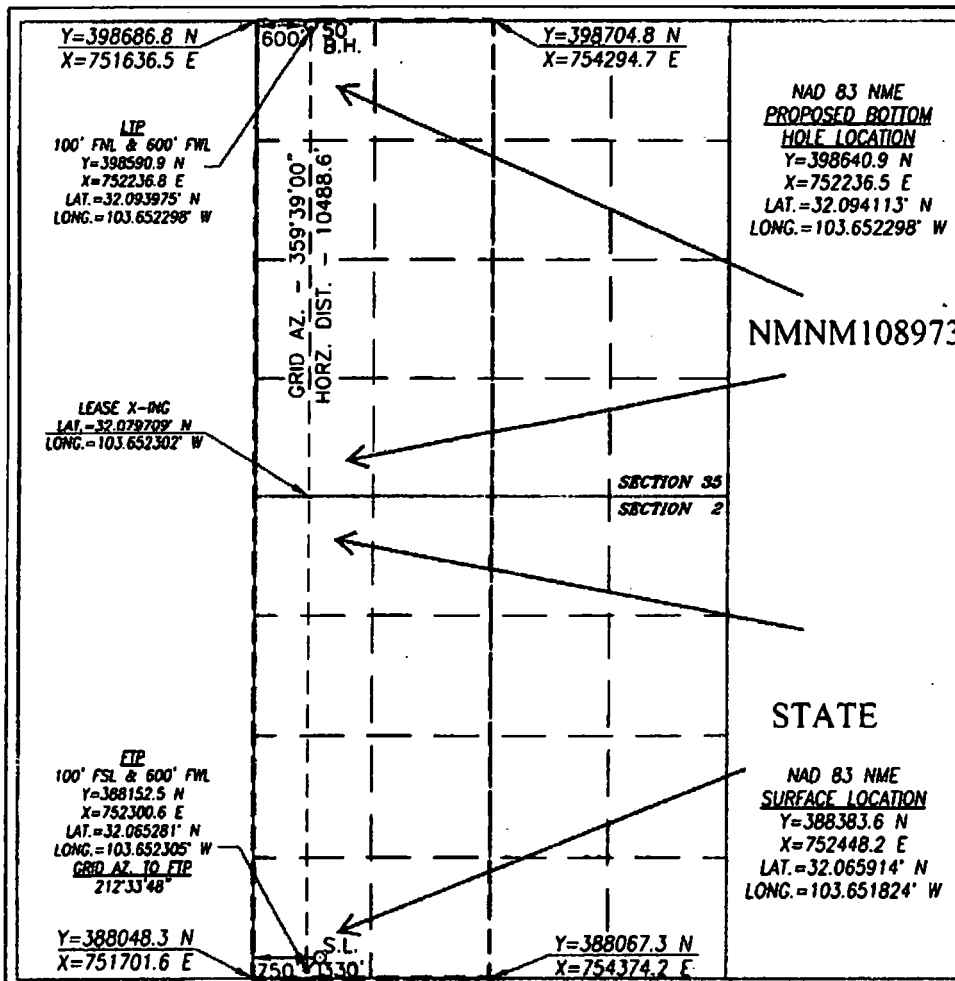 Y=398686.8 N
X=751636.5 E
600'
50'
B.H.
Y=398704.8 N
X=754294.7 E
NAD 83 NME
PROPOSED BOTTOM
HOLE LOCATION
Y=398640.9 N
X=752236.5 E
LAT.=32.094113° N
LONG.=103.652298° W
LTP
100' FNL & 600' FWL
Y=398590.9 N
X=752236.8 E
LAT.=32.093975° N
LONG.=103.652298° W
GRID AZ. - 359°39'00"
HORZ. DIST. - 10488.6'
NMNM108973
LEASE X-ING
LAT.=32.079709° N
LONG.=103.652302° W
SECTION 35
SECTION 2
STATE
FTP
100' FSL & 600' FWL
Y=388152.5 N
X=752300.6 E
LAT.=32.065281° N
LONG.=103.652305° W
GRID AZ. TO FTP
212°33'48"
NAD 83 NME
SURFACE LOCATION
Y=388383.6 N
X=752448.2 E
LAT.=32.065914° N
LONG.=103.651824° W
S.L.
Y=388048.3 N
X=751701.6 E
750'
330'
Y=388067.3 N
X=754374.2 E